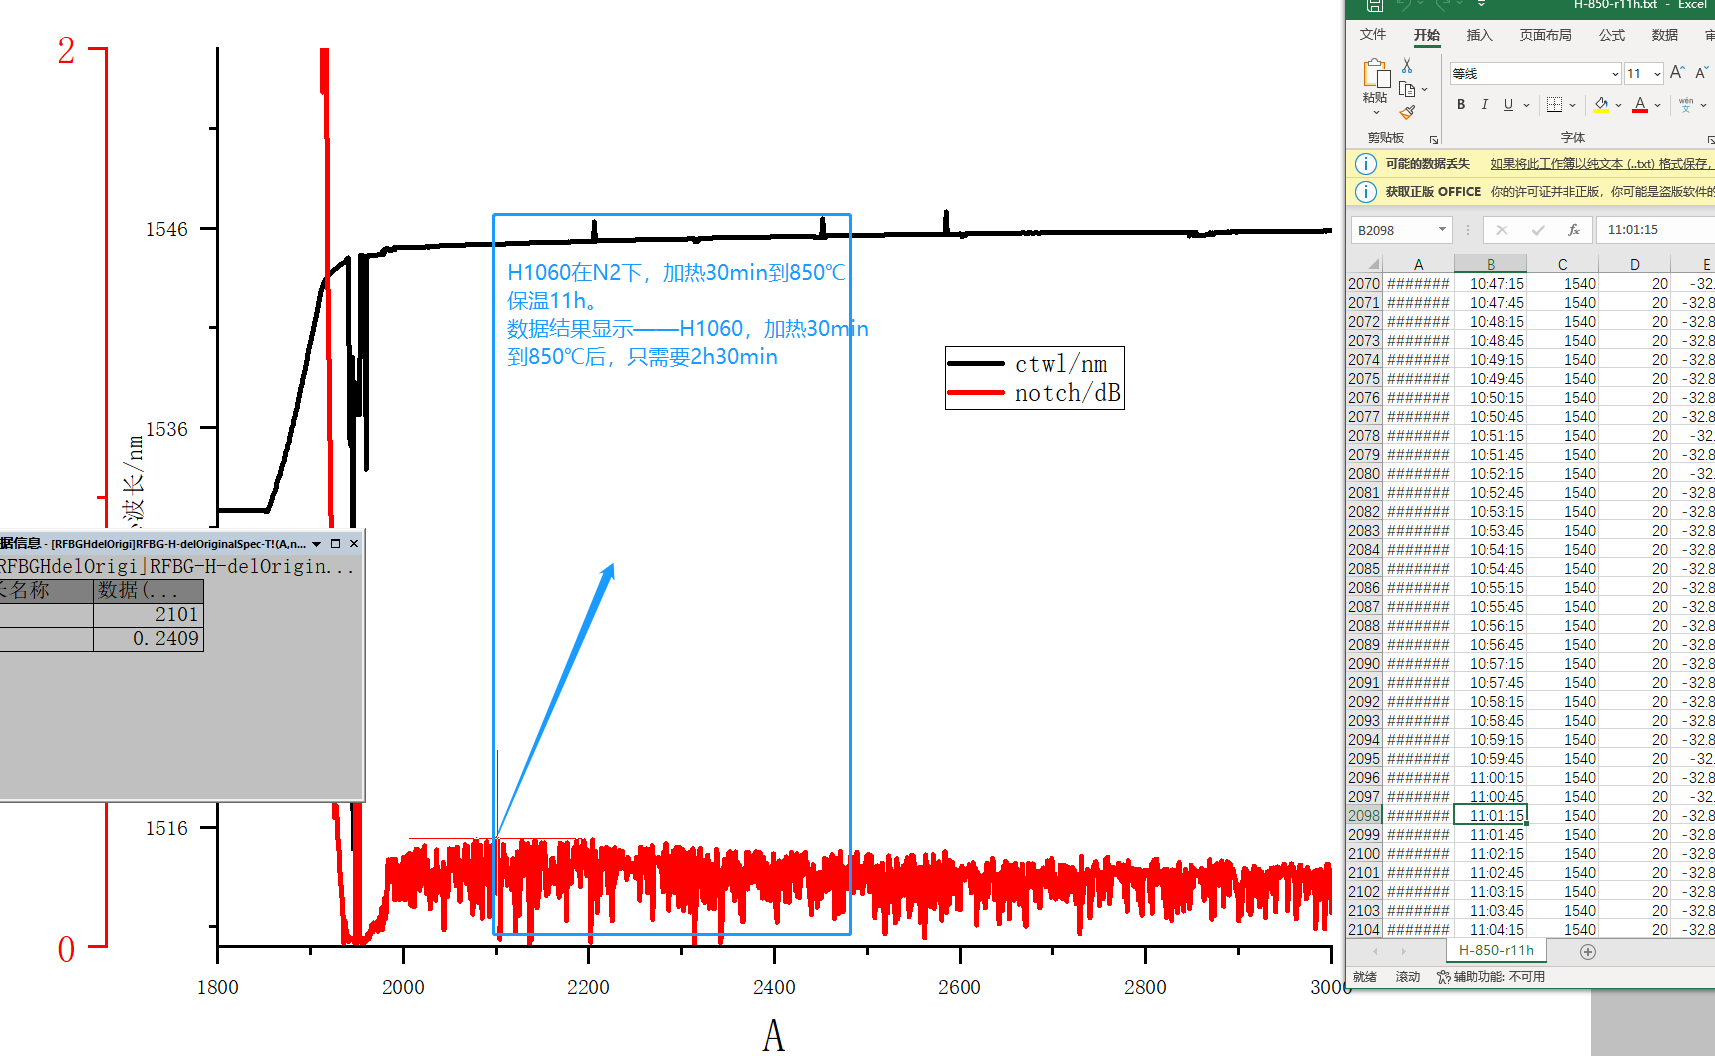 2
0
波长/nm
1546
1536
1516
1800
2000
2200
2400
2600
2800
3000
A
H1060在N2下，加热30min到850℃
保温11h。
数据结果显示——H1060，加热30min
到850℃后，只需要2h30min
ctwl/nm
notch/dB
据信息 - [RFBGHdelOrigi]RFBG-H-delOriginalSpec-T!(A,n...
RFBGHdelOrigi]RFBG-H-delOrigin...
名称 数据(...
2101
0.2409
H-850-r11h.txt - Excel
文件 开始 插入 页面布局 公式 数据
粘贴
等线 11
B I U A wén 文
剪贴板 字体
可能的数据丢失 如果将此工作簿以纯文本 (..txt) 格式保存，
获取正版 OFFICE 你的许可证并非正版，你可能是盗版软件的
B2098 fx 11:01:15
A B C D E
2070 ####### 10:47:15 1540 20 -32.
2071 ####### 10:47:45 1540 20 -32.8
2072 ####### 10:48:15 1540 20 -32.8
2073 ####### 10:48:45 1540 20 -32.8
2074 ####### 10:49:15 1540 20 -32.8
2075 ####### 10:49:45 1540 20 -32.8
2076 ####### 10:50:15 1540 20 -32.8
2077 ####### 10:50:45 1540 20 -32.8
2078 ####### 10:51:15 1540 20 -32.
2079 ####### 10:51:45 1540 20 -32.8
2080 ####### 10:52:15 1540 20 -32.
2081 ####### 10:52:45 1540 20 -32.8
2082 ####### 10:53:15 1540 20 -32.8
2083 ####### 10:53:45 1540 20 -32.8
2084 ####### 10:54:15 1540 20 -32.8
2085 ####### 10:54:45 1540 20 -32.8
2086 ####### 10:55:15 1540 20 -32.8
2087 ####### 10:55:45 1540 20 -32.8
2088 ####### 10:56:15 1540 20 -32.8
2089 ####### 10:56:45 1540 20 -32.8
2090 ####### 10:57:15 1540 20 -32.8
2091 ####### 10:57:45 1540 20 -32.8
2092 ####### 10:58:15 1540 20 -32.8
2093 ####### 10:58:45 1540 20 -32.8
2094 ####### 10:59:15 1540 20 -32.8
2095 ####### 10:59:45 1540 20 -32.
2096 ####### 11:00:15 1540 20 -32.8
2097 ####### 11:00:45 1540 20 -32.
2098 ####### 11:01:15 1540 20 -32.8
2099 ####### 11:01:45 1540 20 -32.8
2100 ####### 11:02:15 1540 20 -32.8
2101 ####### 11:02:45 1540 20 -32.8
2102 ####### 11:03:15 1540 20 -32.8
2103 ####### 11:03:45 1540 20 -32.8
2104 ####### 11:04:15 1540 20 -32.8
H-850-r11h
就绪 滚动 辅助功能: 不可用